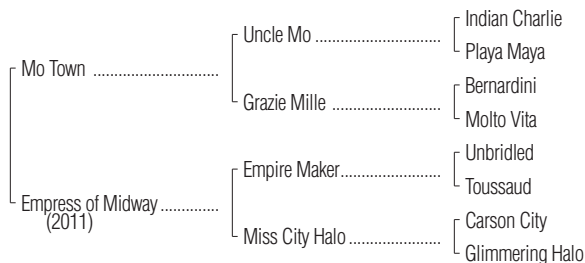 Indian Charlie
Uncle Mo
Playa Maya
Mo Town
Bernardini
Grazie Mille
Molto Vita
Unbridled
Empire Maker
Toussaud
Empress of Midway
(2011)
Carson City
Miss City Halo
Glimmering Halo